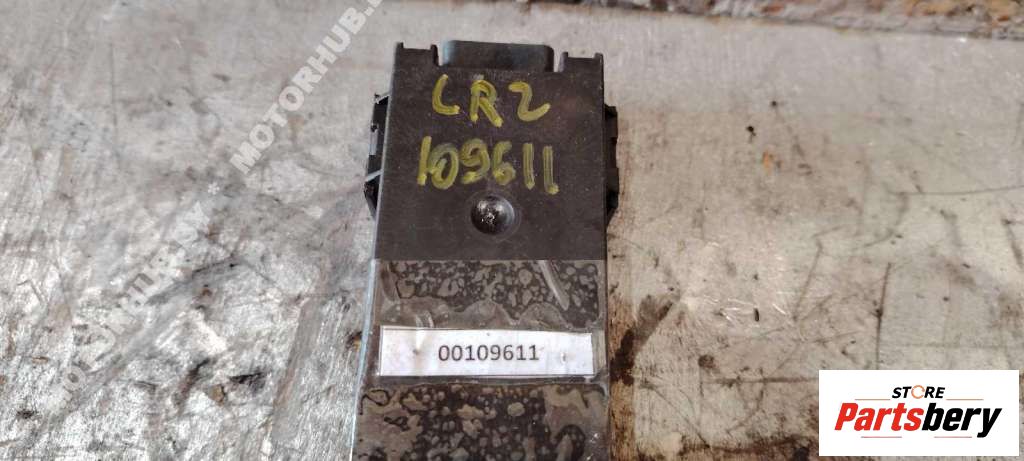 MOTORHUB
CR2
109611
00109611
STORE
Partsbery